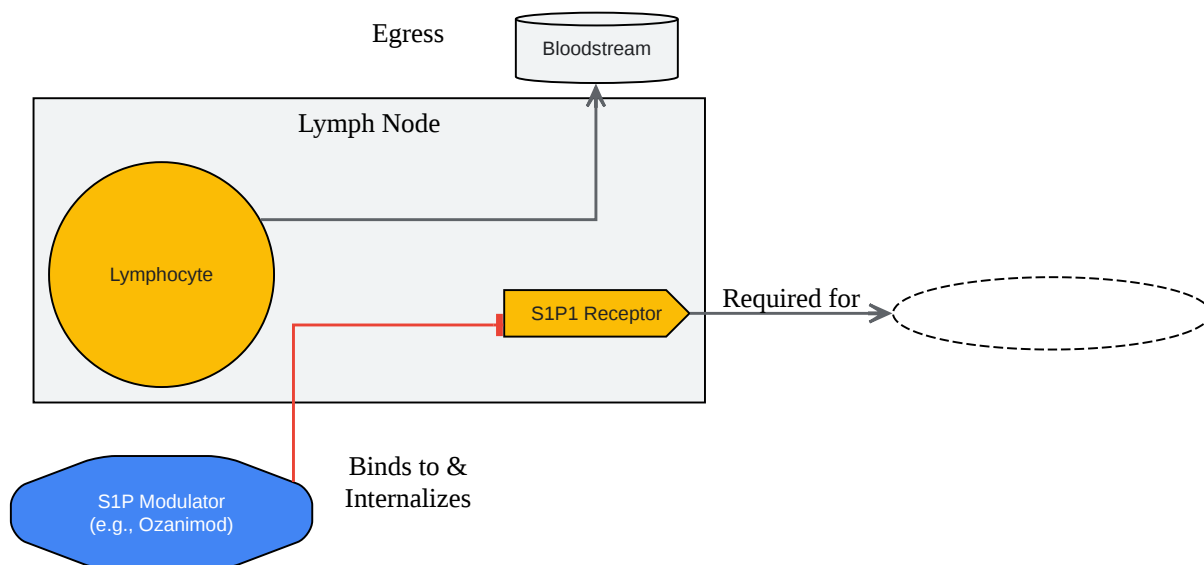 Egress
Bloodstream
Lymph Node
Lymphocyte
S1P1 Receptor
Required for
Binds to &
Internalizes
S1P Modulator
(e.g., Ozanimod)